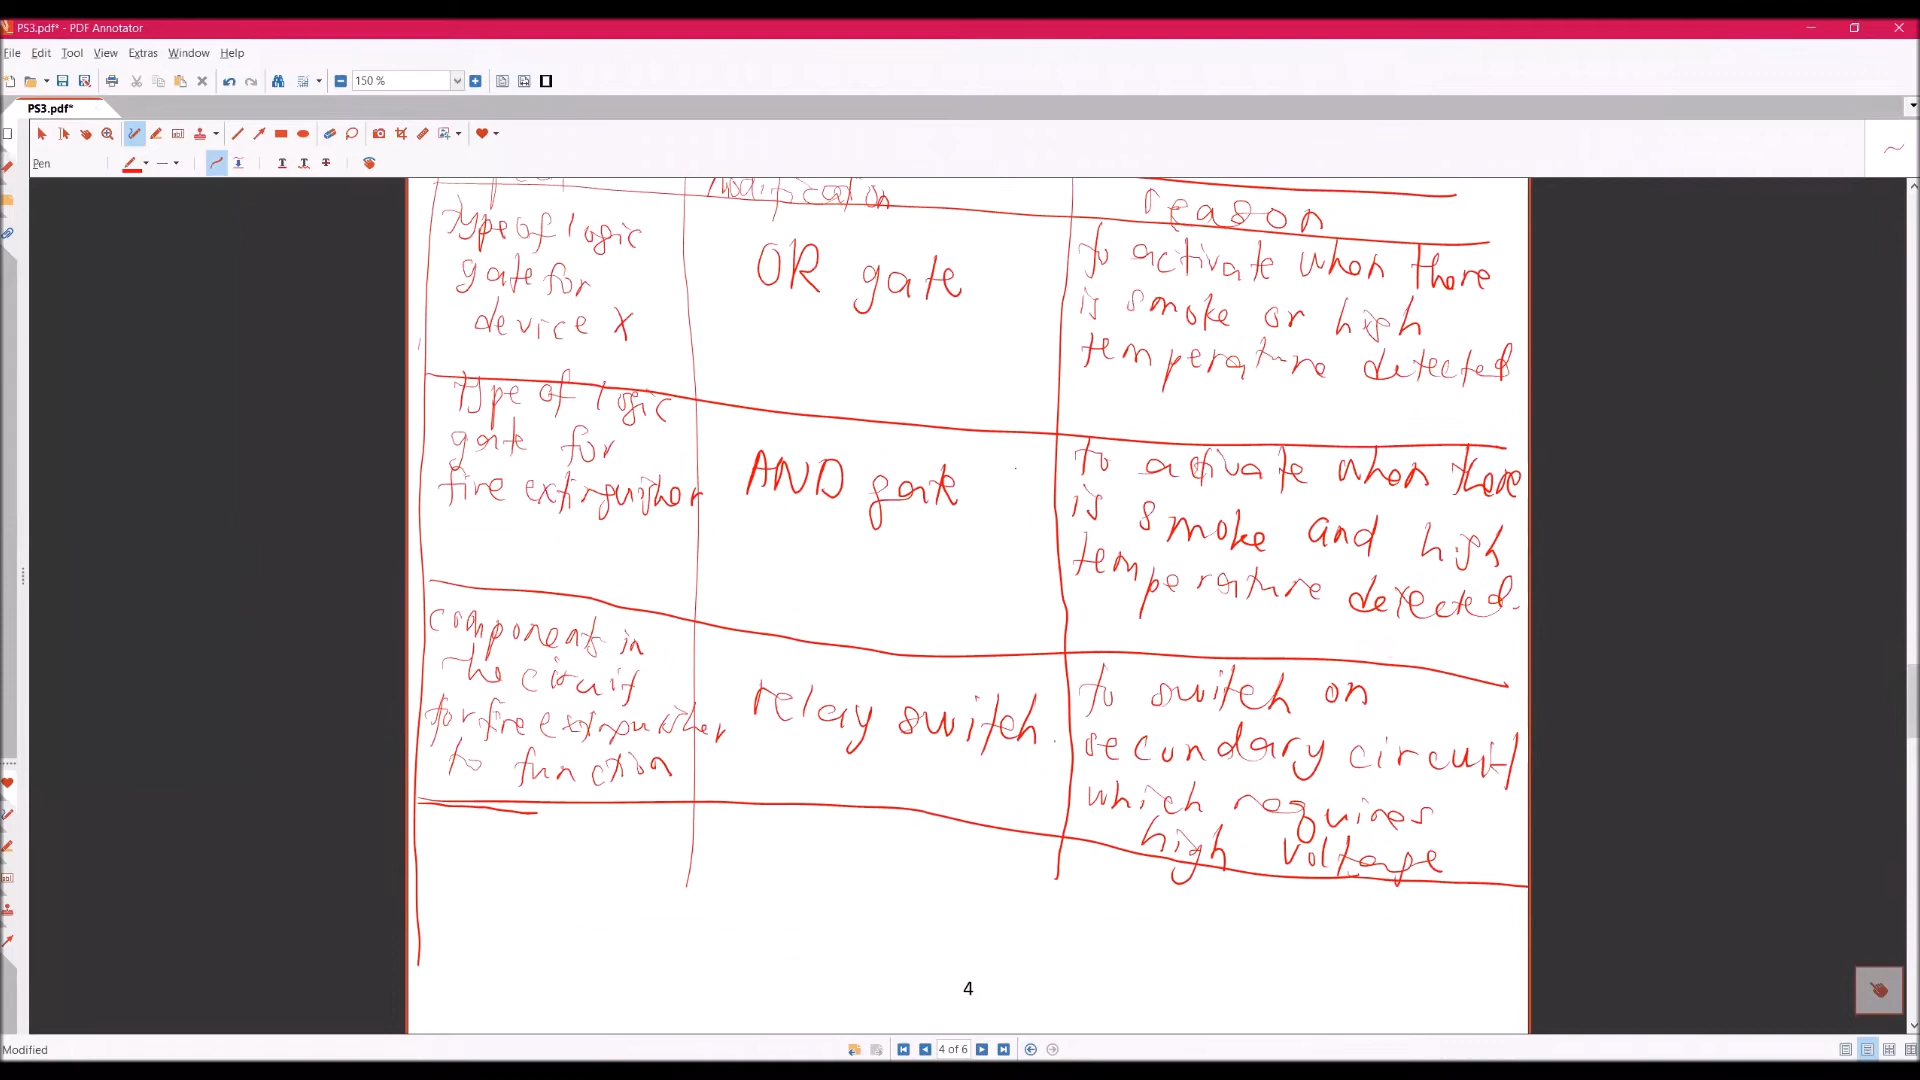 PS3.pdf* - PDF Annotator
File Edit Tool View Extras Window Help
150 %
PS3.pdf*
Pen
modification
reason
Type of logic
gate for
device X
OR gate
to activate when there
is smoke or high
temperature detected
Type of logic
gate for
fire extinguisher
AND gate
to activate when there
is smoke and high
temperature detected.
components in
the circuit
for fire extinguisher
to function
relay switch.
to switch on
secondary circuit/
which requires
high voltage
4
Modified
4 of 6